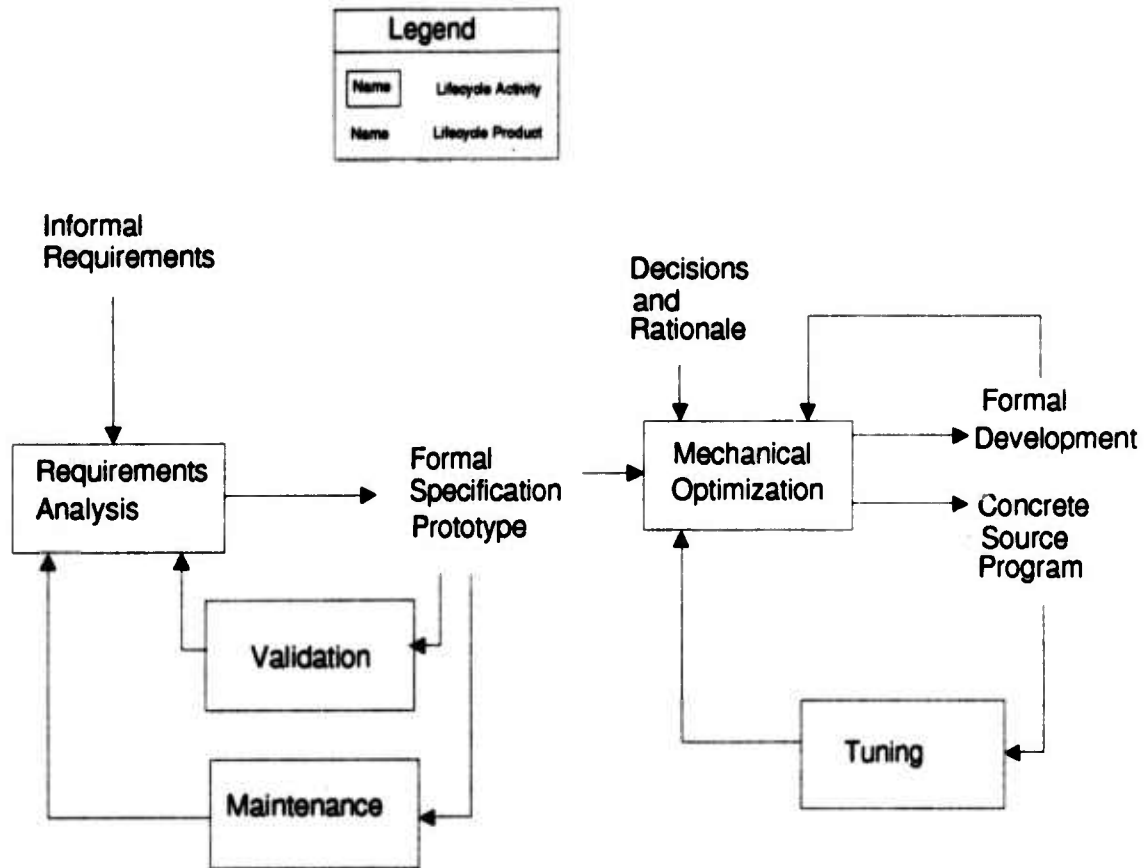 Legend
Name Lifecycle Activity
Name Lifecycle Product
Informal
Requirements
Decisions
and
Rationale
Requirements
Analysis
Formal
Specification
Prototype
Mechanical
Optimization
Formal
Development
Concrete
Source
Program
Validation
Maintenance
Tuning